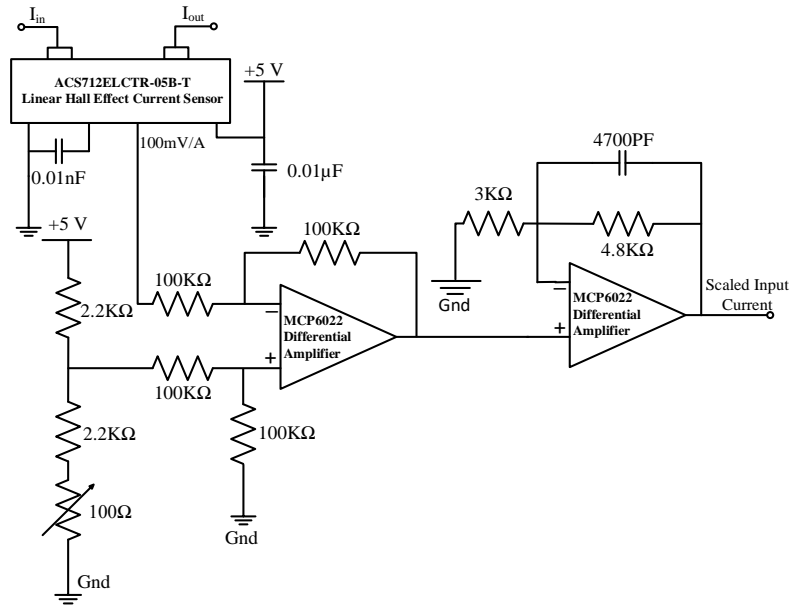 I_in
I_out
ACS712ELCTR-05B-T
Linear Hall Effect Current Sensor
+5 V
100mV/A
0.01nF
0.01µF
+5 V
2.2KΩ
100KΩ
100KΩ
MCP6022
Differential
Amplifier
−
+
100KΩ
2.2KΩ
100KΩ
100Ω
Gnd
Gnd
4700PF
3KΩ
4.8KΩ
Gnd
MCP6022
Differential
Amplifier
−
+
Scaled Input
Current